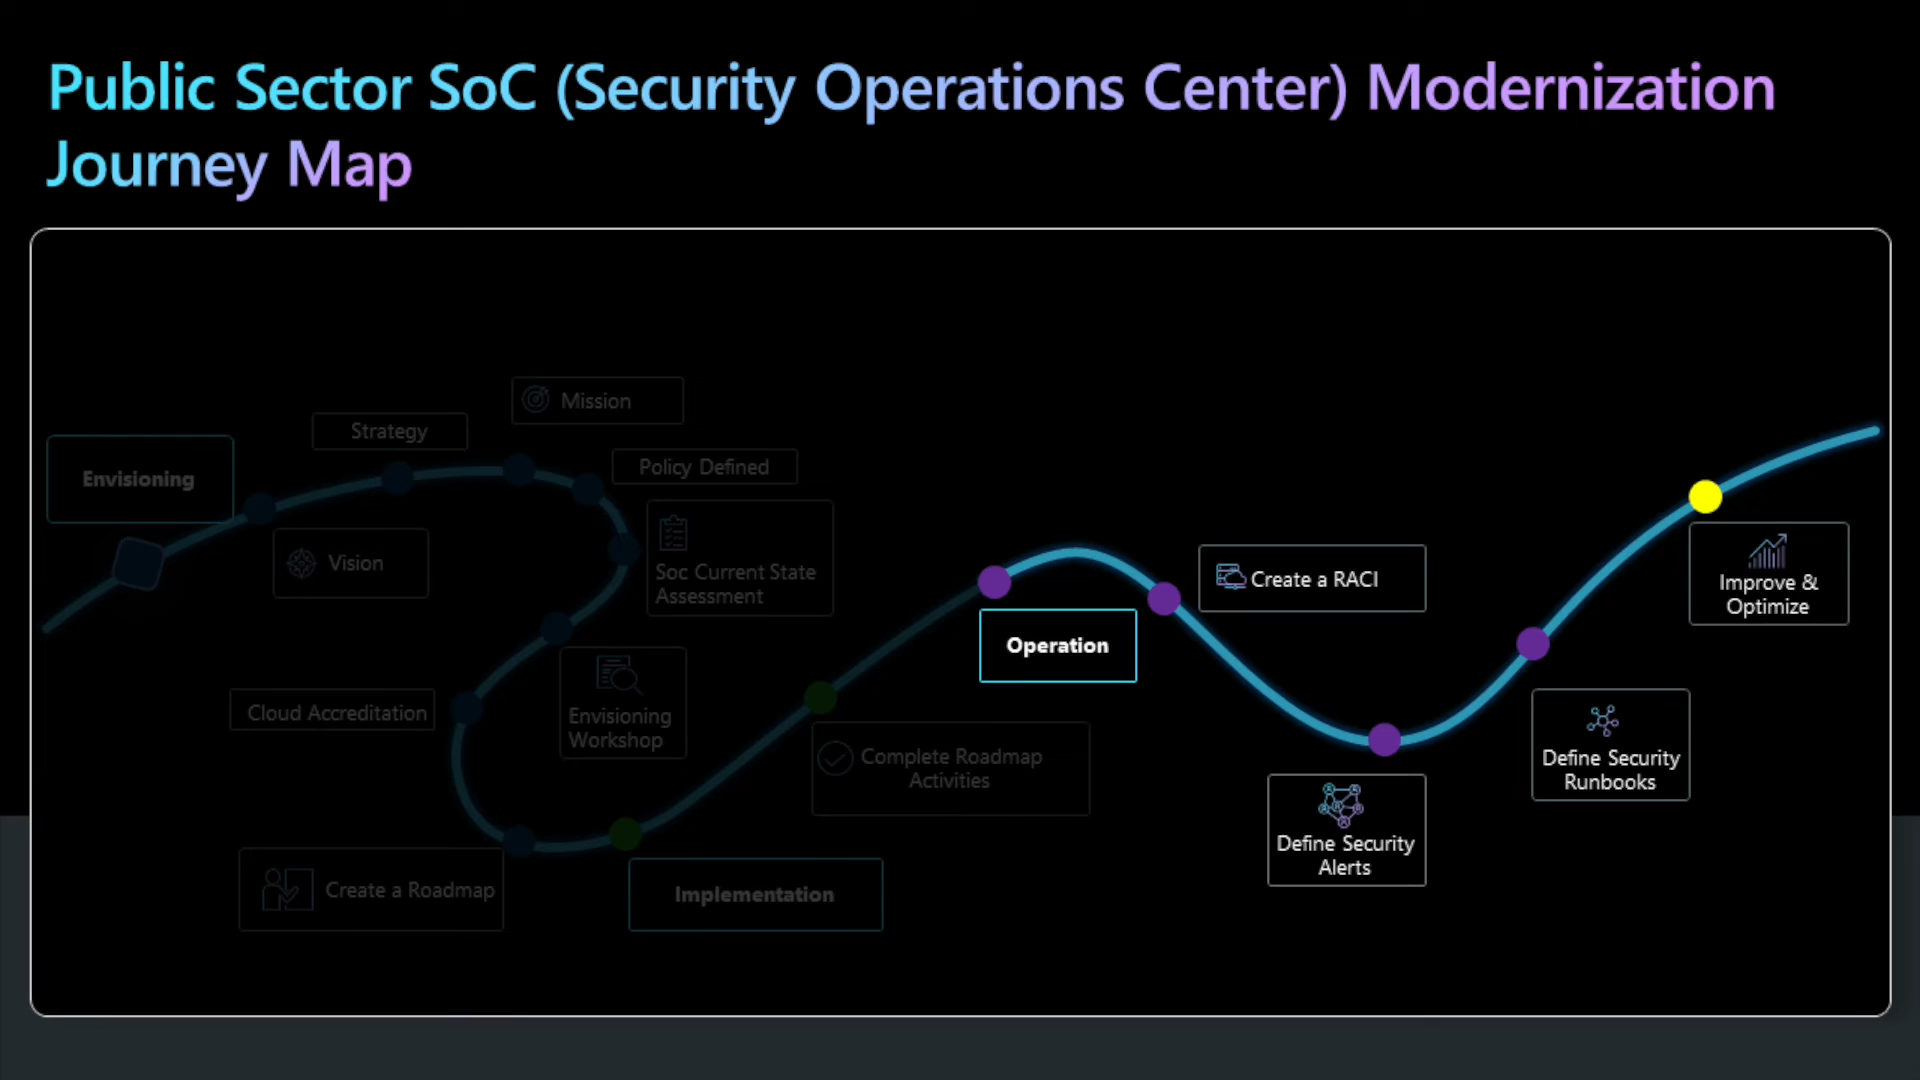 Public Sector SoC (Security Operations Center) Modernization
Journey Map
Mission
Strategy
Policy Defined
Envisioning
Vision
Soc Current State
Assessment
Cloud Accreditation
Envisioning
Workshop
Create a Roadmap
Implementation
Complete Roadmap
Activities
Operation
Create a RACI
Define Security
Alerts
Define Security
Runbooks
Improve &
Optimize